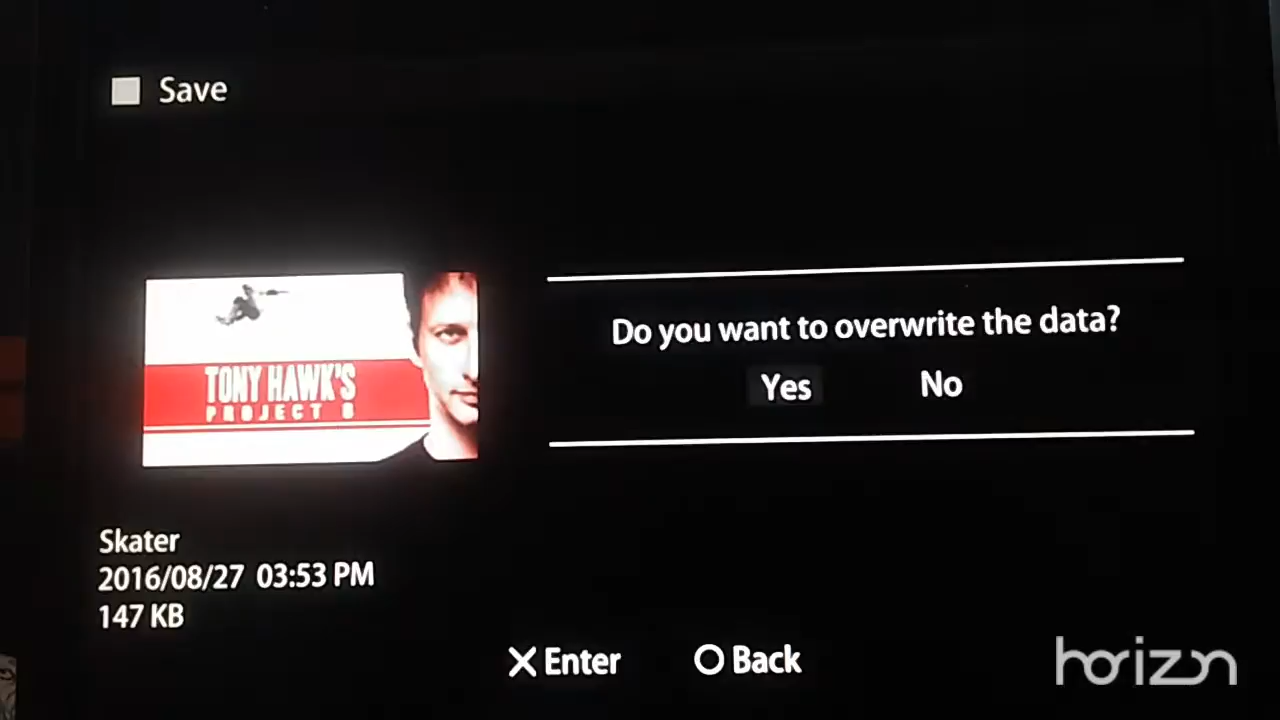 Save
TONY HAWK'S
PROJECT 8
Do you want to overwrite the data?
Yes No
Skater
2016/08/27 03:53 PM
147 KB
Enter Back
horizon